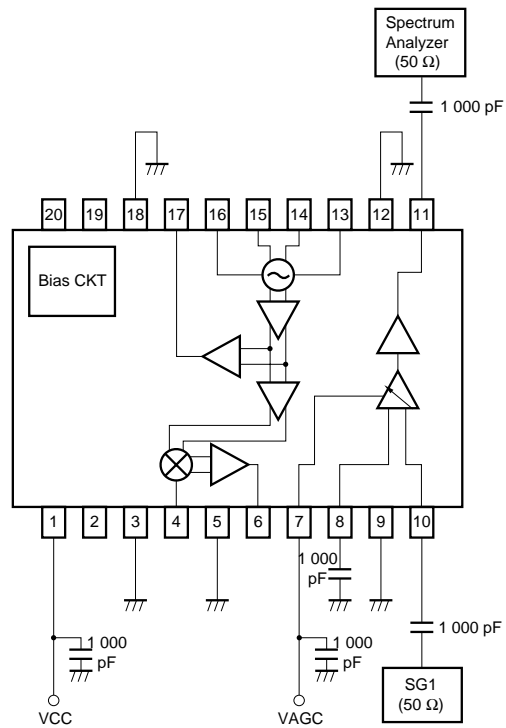 Spectrum
Analyzer
(50 Ω)
1 000 pF
20 19 18 17 16 15 14 13 12 11
Bias CKT
1 2 3 4 5 6 7 8 9 10
1 000
pF
1 000
pF
1 000
pF
1 000 pF
SG1
(50 Ω)
VCC
VAGC